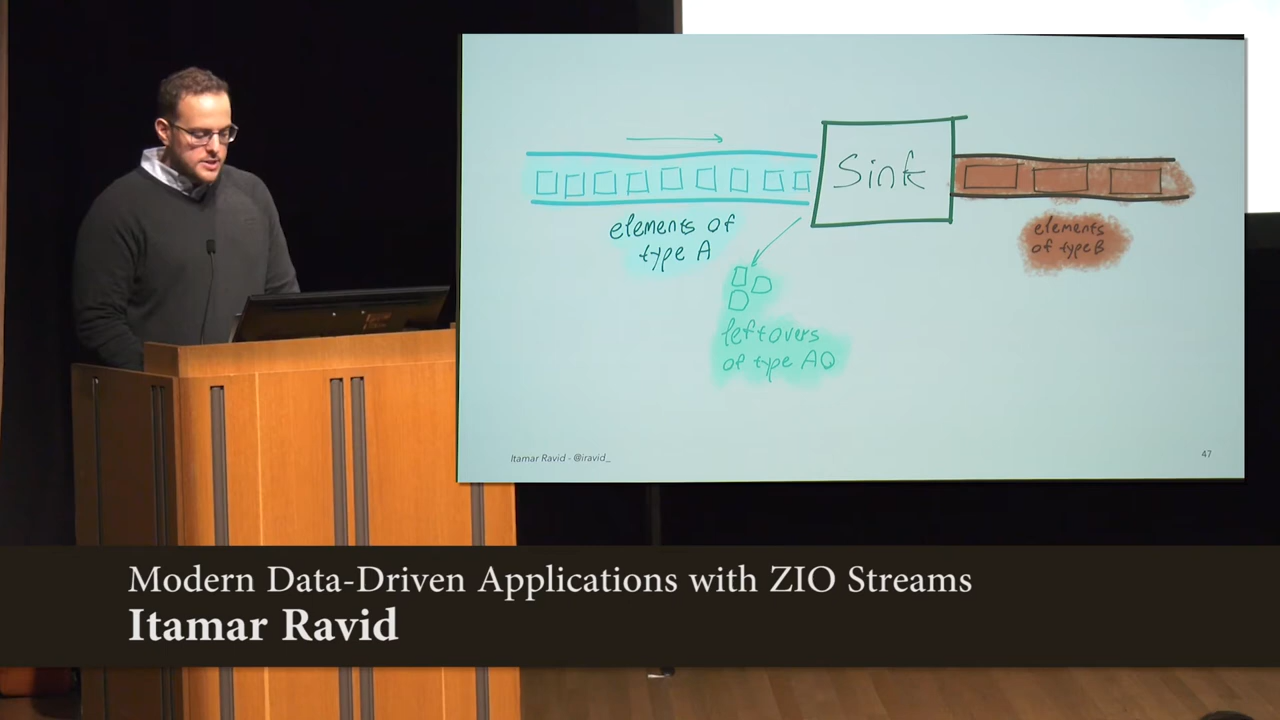 Sink
elements of
type A
elements
of type B
leftovers
of type A0
Itamar Ravid - @iravid_
47
Modern Data-Driven Applications with ZIO Streams
Itamar Ravid